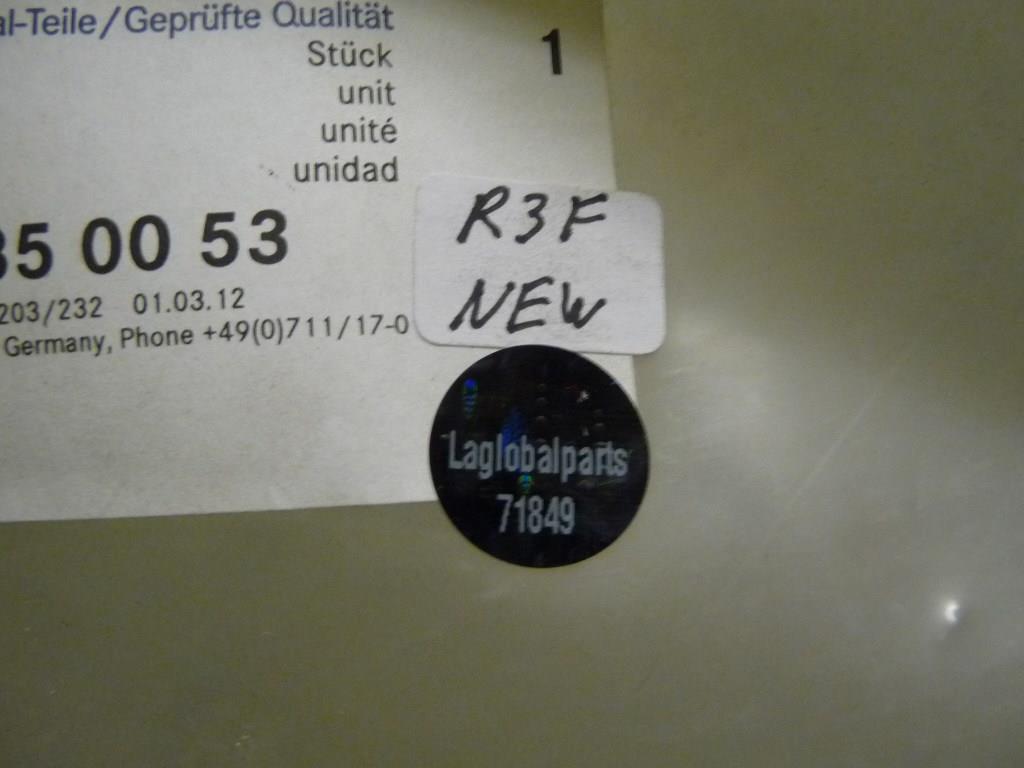 al-Teile/Geprüfte Qualität
Stück 1
unit
unité
unidad
35 00 53
203/232 01.03.12
Germany, Phone +49(0)711/17-0
R3F
NEW
Laglobalparts
71849